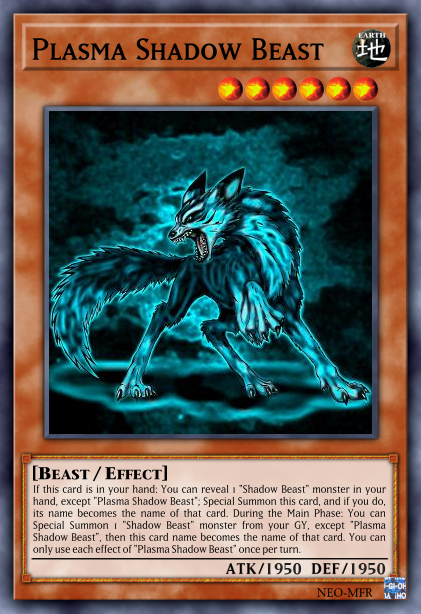 PLASMA SHADOW BEAST
EARTH
地
[BEAST / EFFECT]
If this card is in your hand: You can reveal 1 "Shadow Beast" monster in your
hand, except "Plasma Shadow Beast"; Special Summon this card, and if you do,
its name becomes the name of that card. During the Main Phase: You can
Special Summon 1 "Shadow Beast" monster from your GY, except "Plasma
Shadow Beast", then this card name becomes the name of that card. You can
only use each effect of "Plasma Shadow Beast" once per turn.
ATK/1950 DEF/1950
NEO-MFR